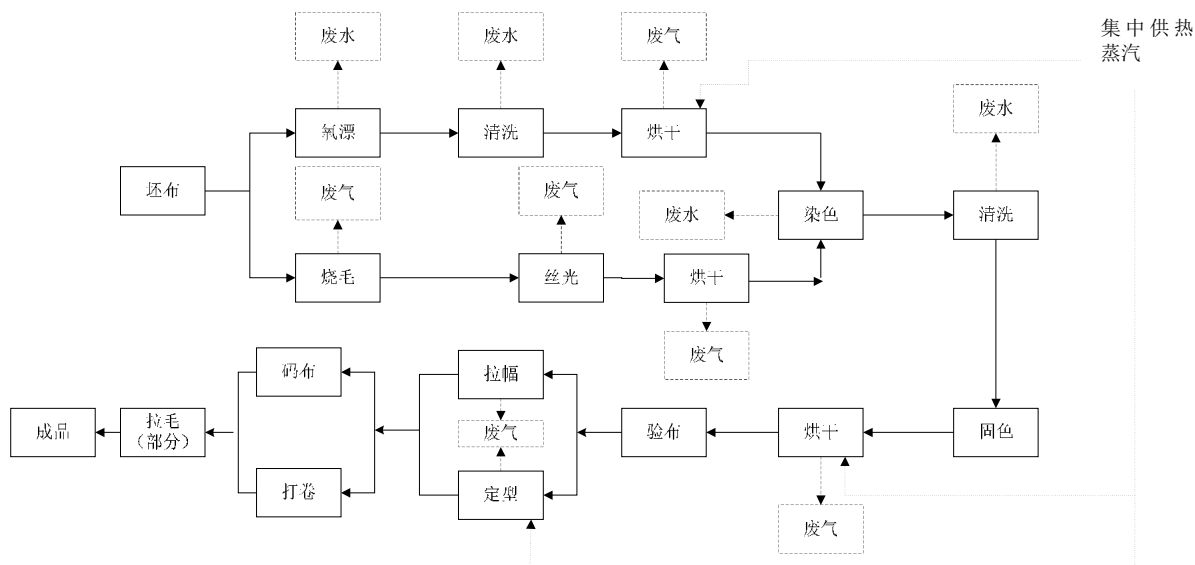 集中供热
蒸汽
废水
废水
废气
废水
氧漂
清洗
烘干
坯布
废气
废气
废水
染色
清洗
烧毛
丝光
烘干
废气
码布
拉幅
成品
拉毛
（部分）
废气
验布
烘干
固色
打卷
定型
废气